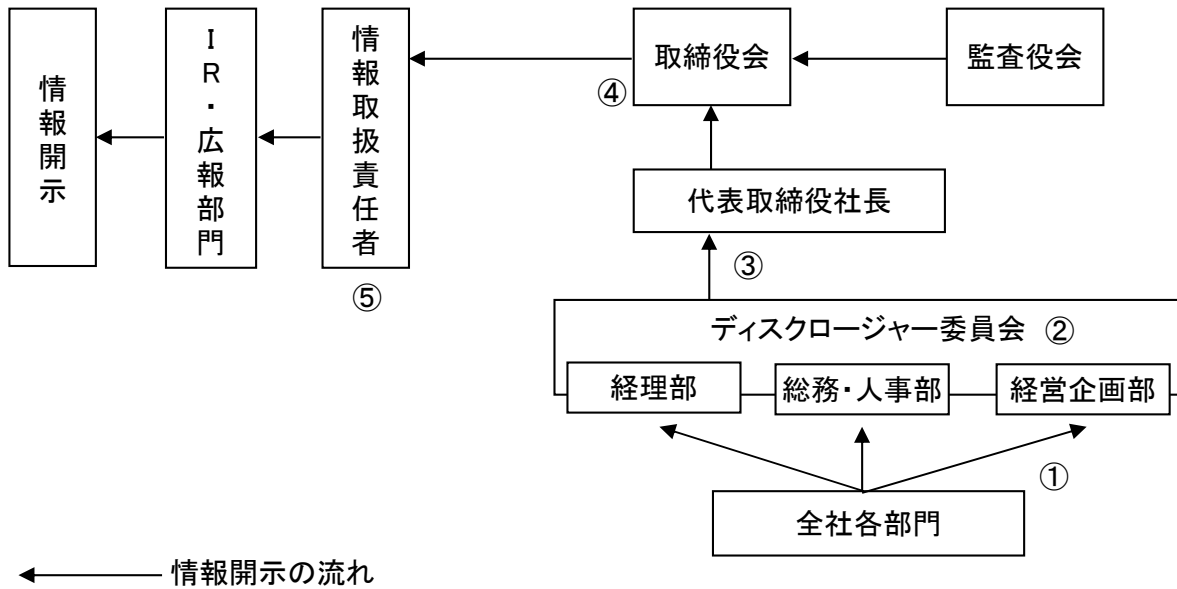 情報開示
IR・広報部門
情報取扱責任者
⑤
取締役会
監査役会
④
代表取締役社長
③
ディスクロージャー委員会 ②
経理部
総務・人事部
経営企画部
①
全社各部門
情報開示の流れ